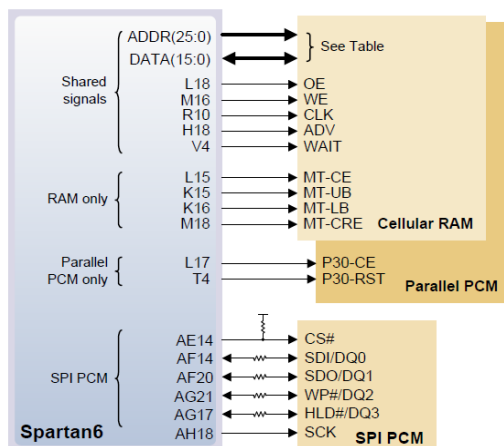 ADDR(25:0)
DATA(15:0)
See Table
Shared signals
L18 OE
M16 WE
R10 CLK
H18 ADV
V4 WAIT
RAM only
L15 MT-CE
K15 MT-UB
K16 MT-LB
M18 MT-CRE
Cellular RAM
Parallel PCM only
L17 P30-CE
T4 P30-RST
Parallel PCM
SPI PCM
AE14 CS#
AF14 SDI/DQ0
AF20 SDO/DQ1
AG21 WP#/DQ2
AG17 HLD#/DQ3
AH18 SCK
Spartan6
SPI PCM